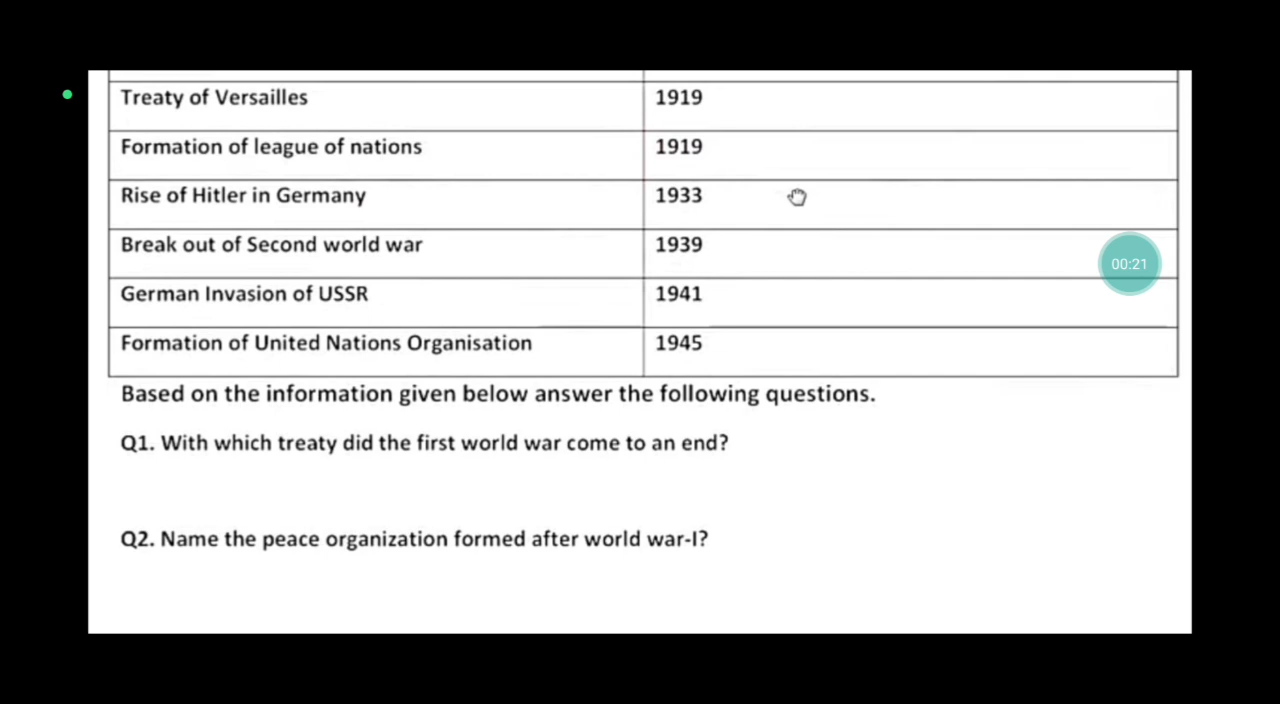 Treaty of Versailles 1919
Formation of league of nations 1919
Rise of Hitler in Germany 1933
Break out of Second world war 1939
00:21
German Invasion of USSR 1941
Formation of United Nations Organisation 1945
Based on the information given below answer the following questions.
Q1. With which treaty did the first world war come to an end?
Q2. Name the peace organization formed after world war-I?